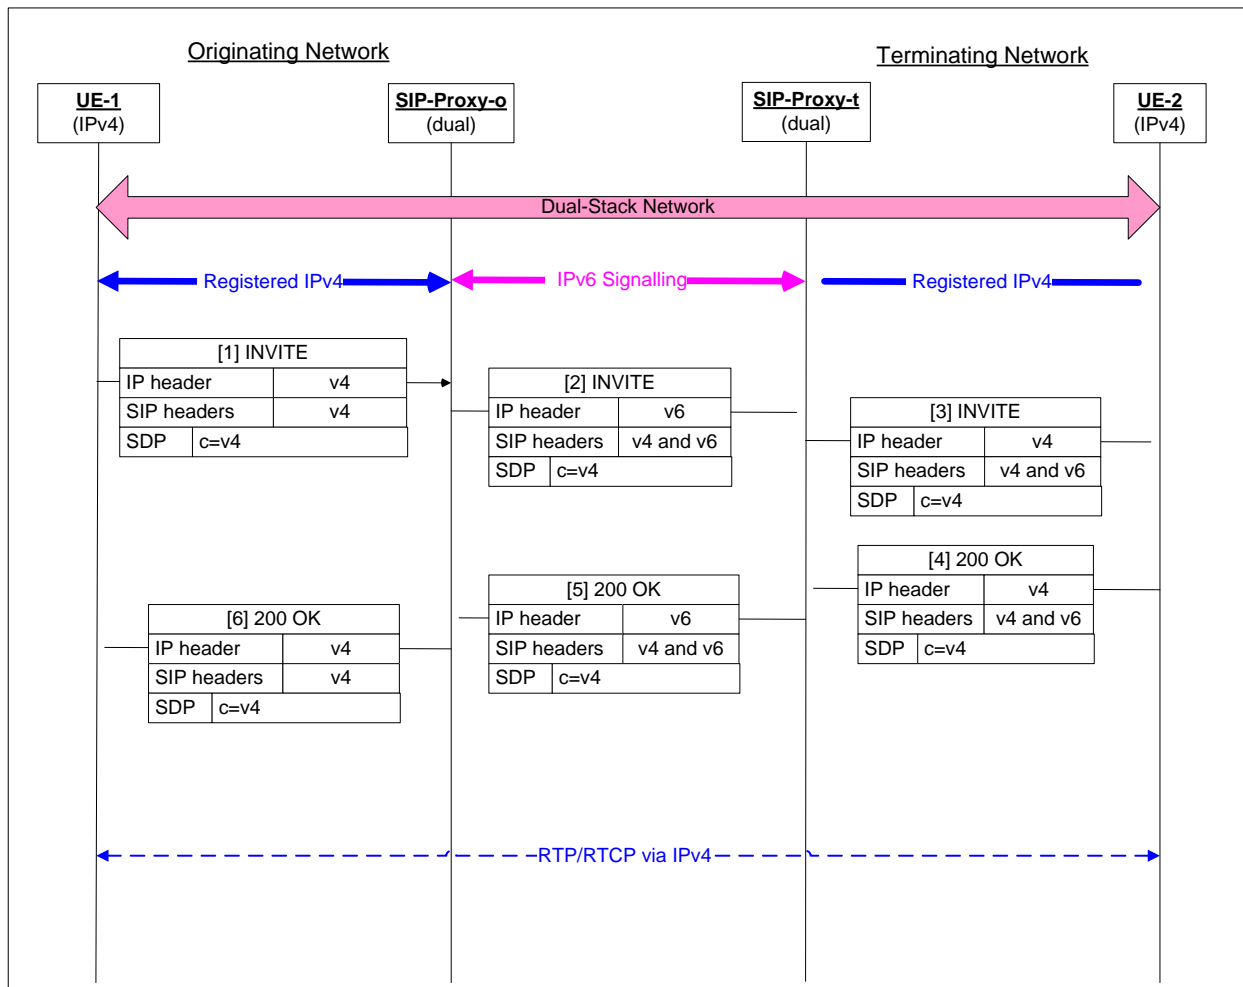 Originating Network
Terminating Network
UE-1
(IPv4)
SIP-Proxy-o
(dual)
SIP-Proxy-t
(dual)
UE-2
(IPv4)
Dual-Stack Network
Registered IPv4
IPv6 Signalling
Registered IPv4
[1] INVITE
IP header v4
SIP headers v4
SDP c=v4
[2] INVITE
IP header v6
SIP headers v4 and v6
SDP c=v4
[3] INVITE
IP header v4
SIP headers v4 and v6
SDP c=v4
[4] 200 OK
IP header v4
SIP headers v4 and v6
SDP c=v4
[5] 200 OK
IP header v6
SIP headers v4 and v6
SDP c=v4
[6] 200 OK
IP header v4
SIP headers v4
SDP c=v4
RTP/RTCP via IPv4